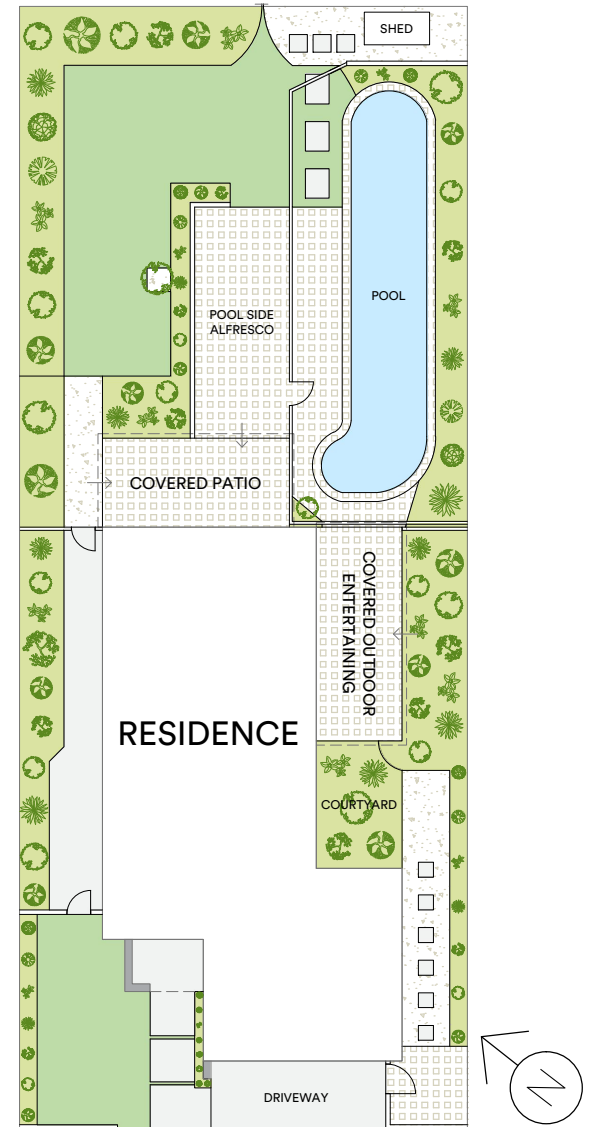 SHED
POOL
POOL SIDE
ALFRESCO
COVERED PATIO
COVERED OUTDOOR
ENTERTAINING
RESIDENCE
COURTYARD
DRIVEWAY
N